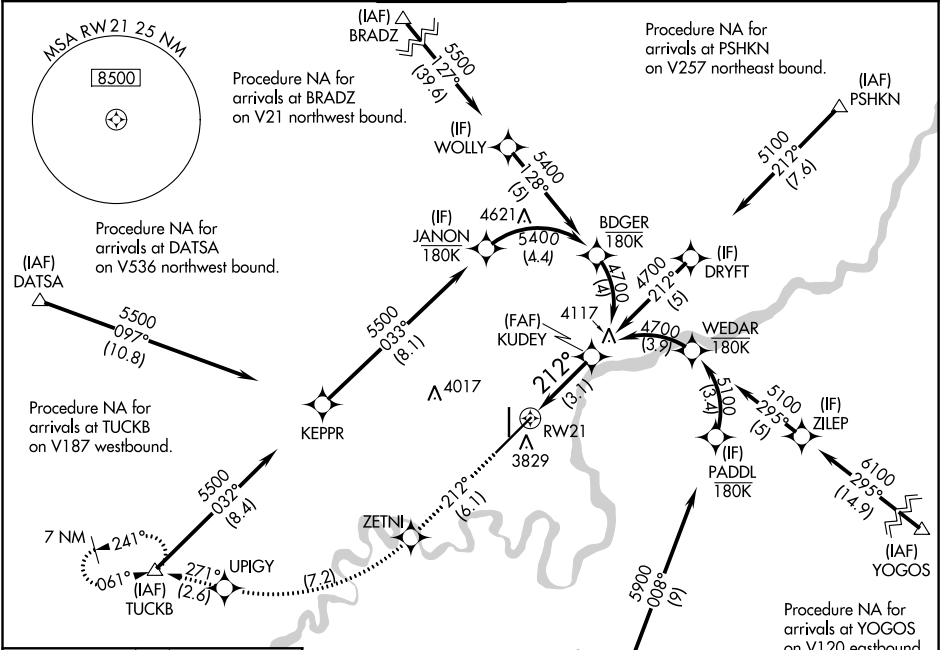 MSA RW 21 25 NM
8500
(IAF)
BRADZ
5500
127°
(39.6)
Procedure NA for
arrivals at BRADZ
on V21 northwest bound.
Procedure NA for
arrivals at PSHKN
on V257 northeast bound.
(IAF)
PSHKN
5100
212°
(7.6)
(IF)
WOLLY
5400
128°
(5)
Procedure NA for
arrivals at DATSA
on V536 northwest bound.
(IF)
JANON
180K
4621
5400
(4.4)
BDGER
180K
4700
(4)
(IF)
DRYFT
4700
212°
(5)
(IAF)
DATSA
5500
097°
(10.8)
5500
033°
(8.1)
(FAF)
KUDEY
4117
4700
(3.9)
WEDAR
180K
212°
(3.1)
5100
(3.4)
5100
295°
(5)
(IF)
ZILEP
4017
KEPPR
RW21
3829
(IF)
PADDL
180K
Procedure NA for
arrivals at TUCKB
on V187 westbound.
6100
295°
(14.9)
(IAF)
YOGOS
5500
032°
(8.4)
212°
(6.1)
ZETNI
7 NM
241°
061°
(IAF)
TUCKB
271°
(2.6)
UPIGY
(7.2)
5900
008°
(9)
Procedure NA for
arrivals at YOGOS
on V120 eastbound